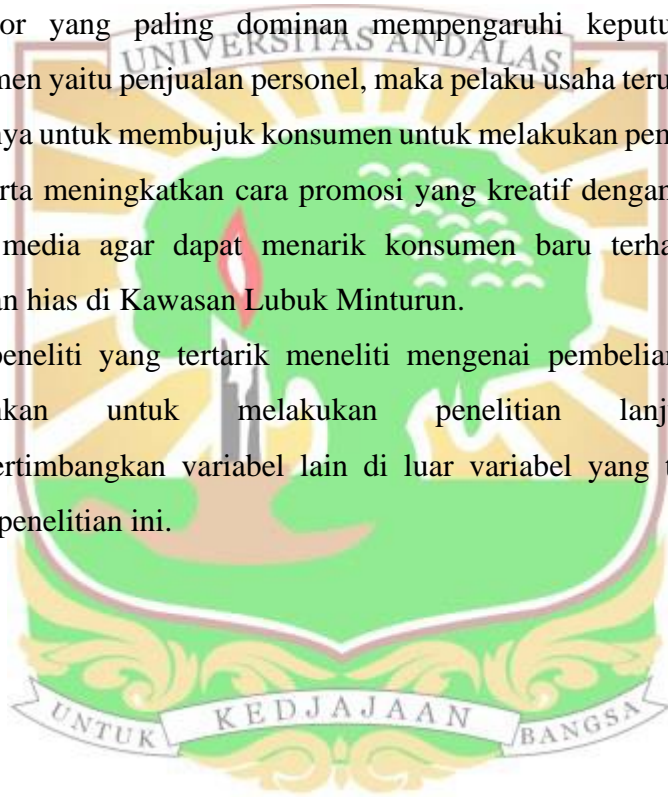 or yang paling dominan mempengaruhi keputu
UNIVERSITAS ANDALAS
men yaitu penjualan personel, maka pelaku usaha teru
nya untuk membujuk konsumen untuk melakukan pen
rta meningkatkan cara promosi yang kreatif dengan
media agar dapat menarik konsumen baru terha
an hias di Kawasan Lubuk Minturun.
peneliti yang tertarik meneliti mengenai pembelian
nkan untuk melakukan penelitian lanj
ertimbangkan variabel lain di luar variabel yang t
penelitian ini.
UNTUK KEDJAJAAN BANGSA